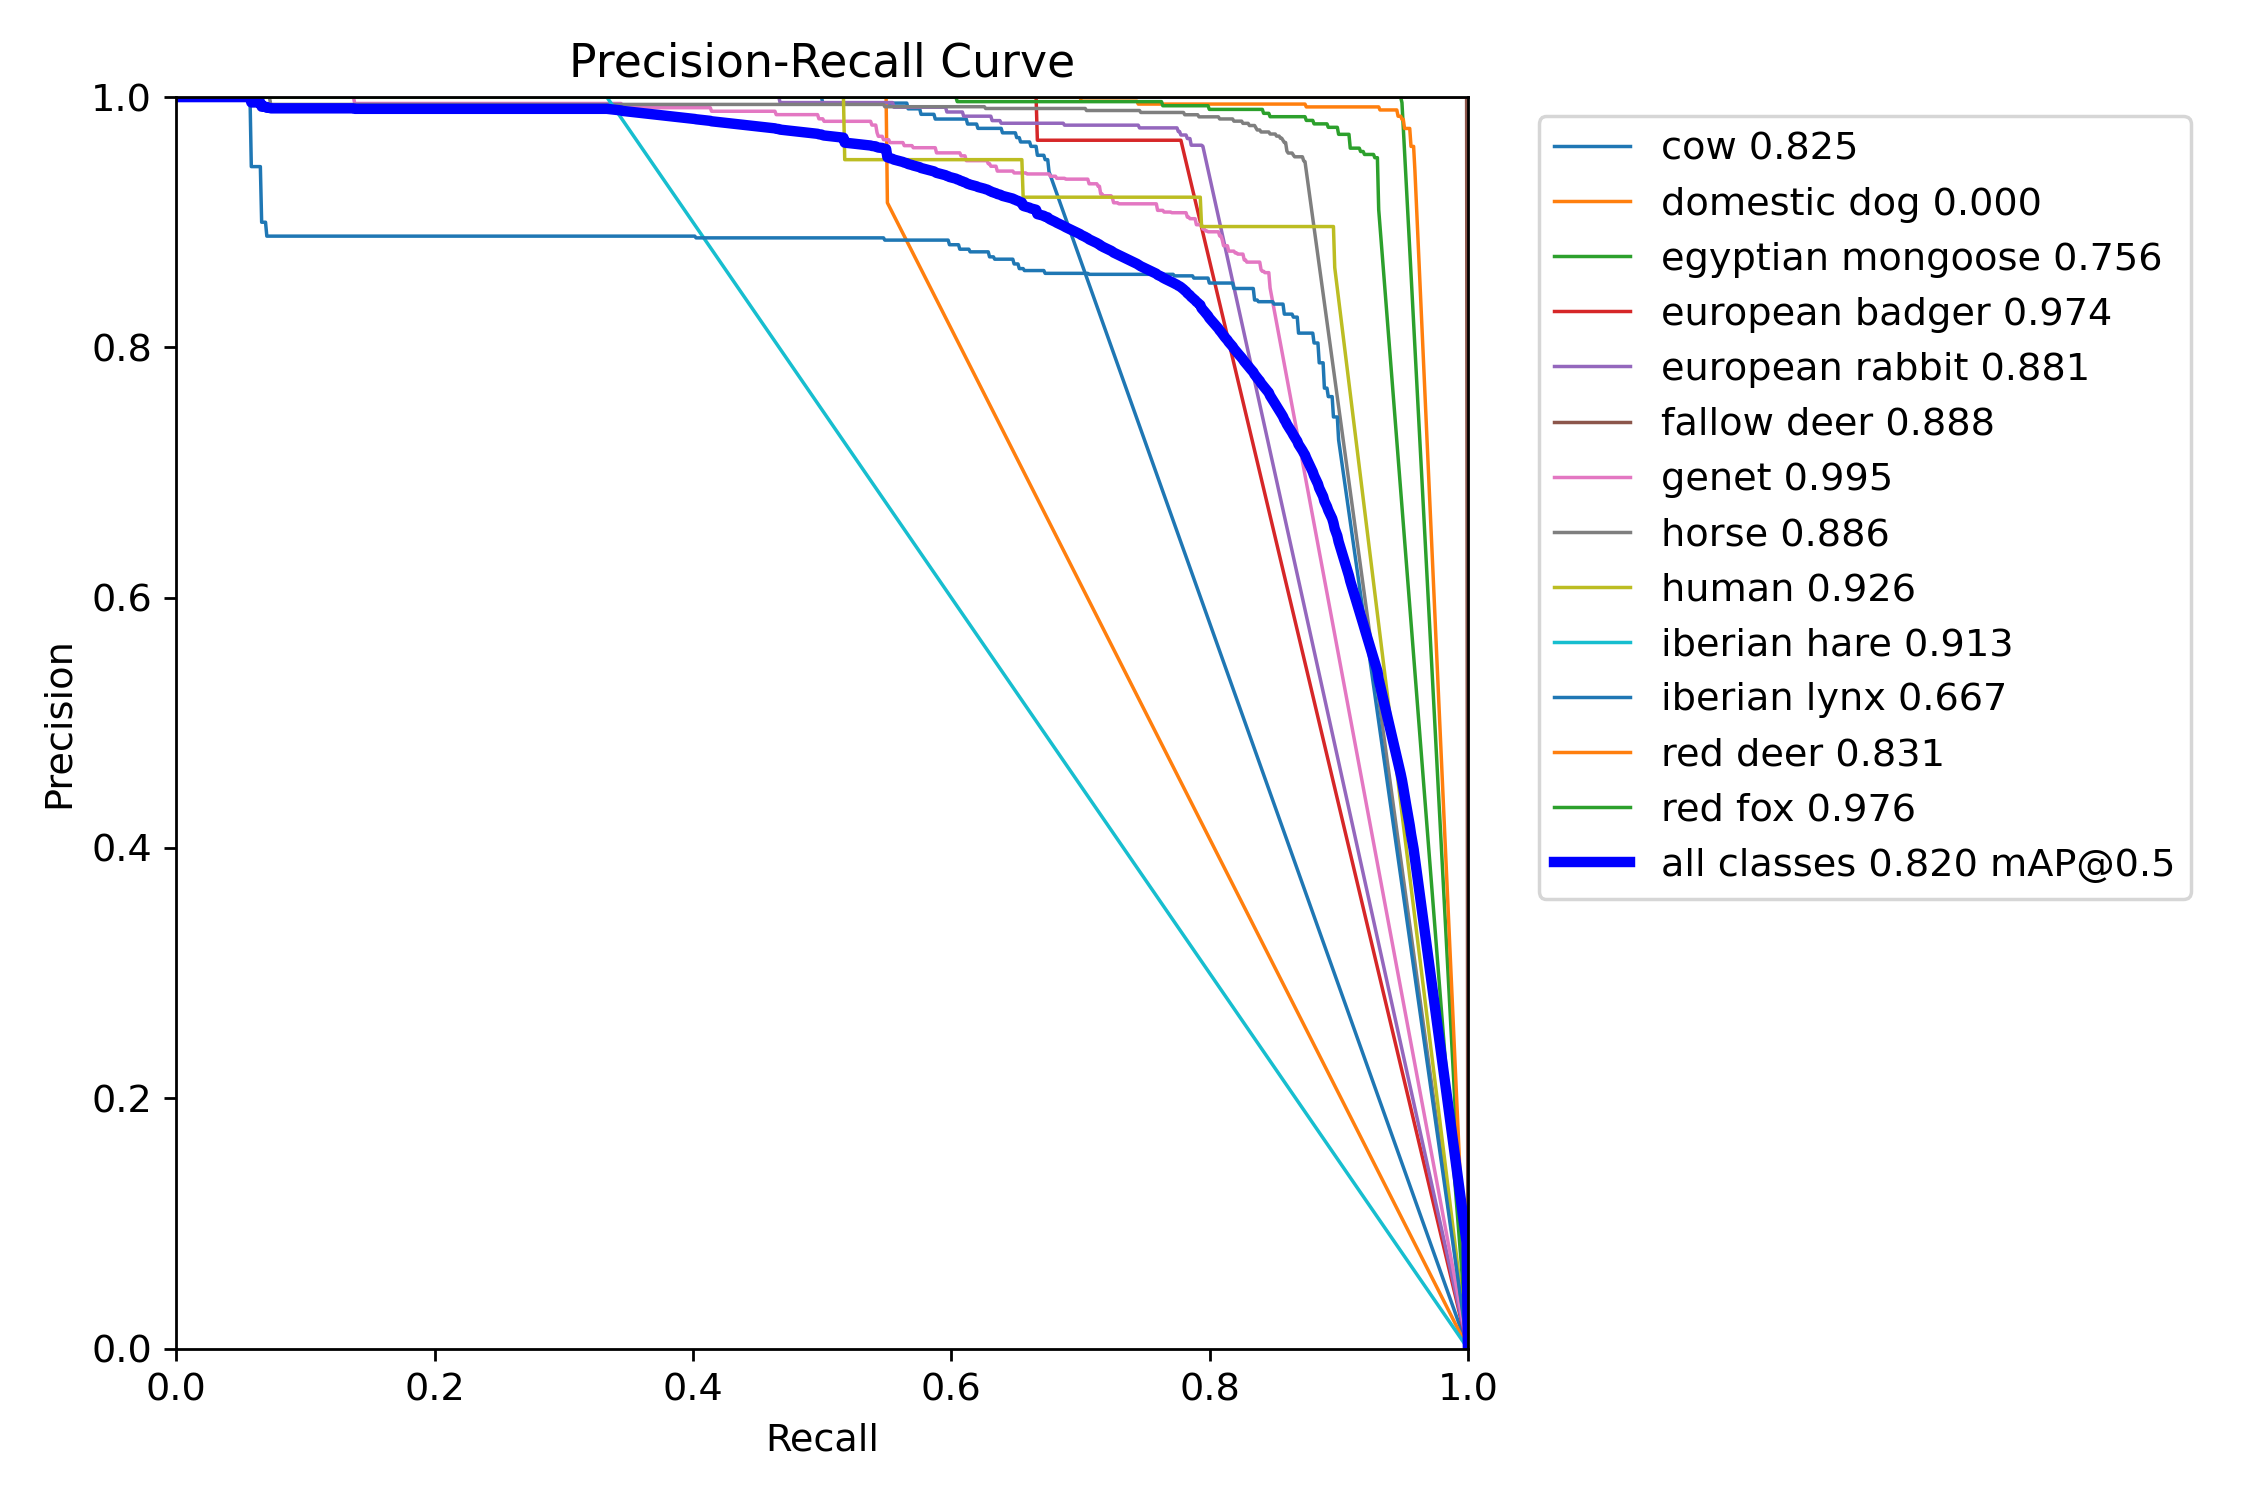 Precision-Recall Curve
1.0
0.8
0.6
0.4
0.2
0.0
Precision
0.0 0.2 0.4 0.6 0.8 1.0
Recall
cow 0.825
domestic dog 0.000
egyptian mongoose 0.756
european badger 0.974
european rabbit 0.881
fallow deer 0.888
genet 0.995
horse 0.886
human 0.926
iberian hare 0.913
iberian lynx 0.667
red deer 0.831
red fox 0.976
all classes 0.820 mAP@0.5